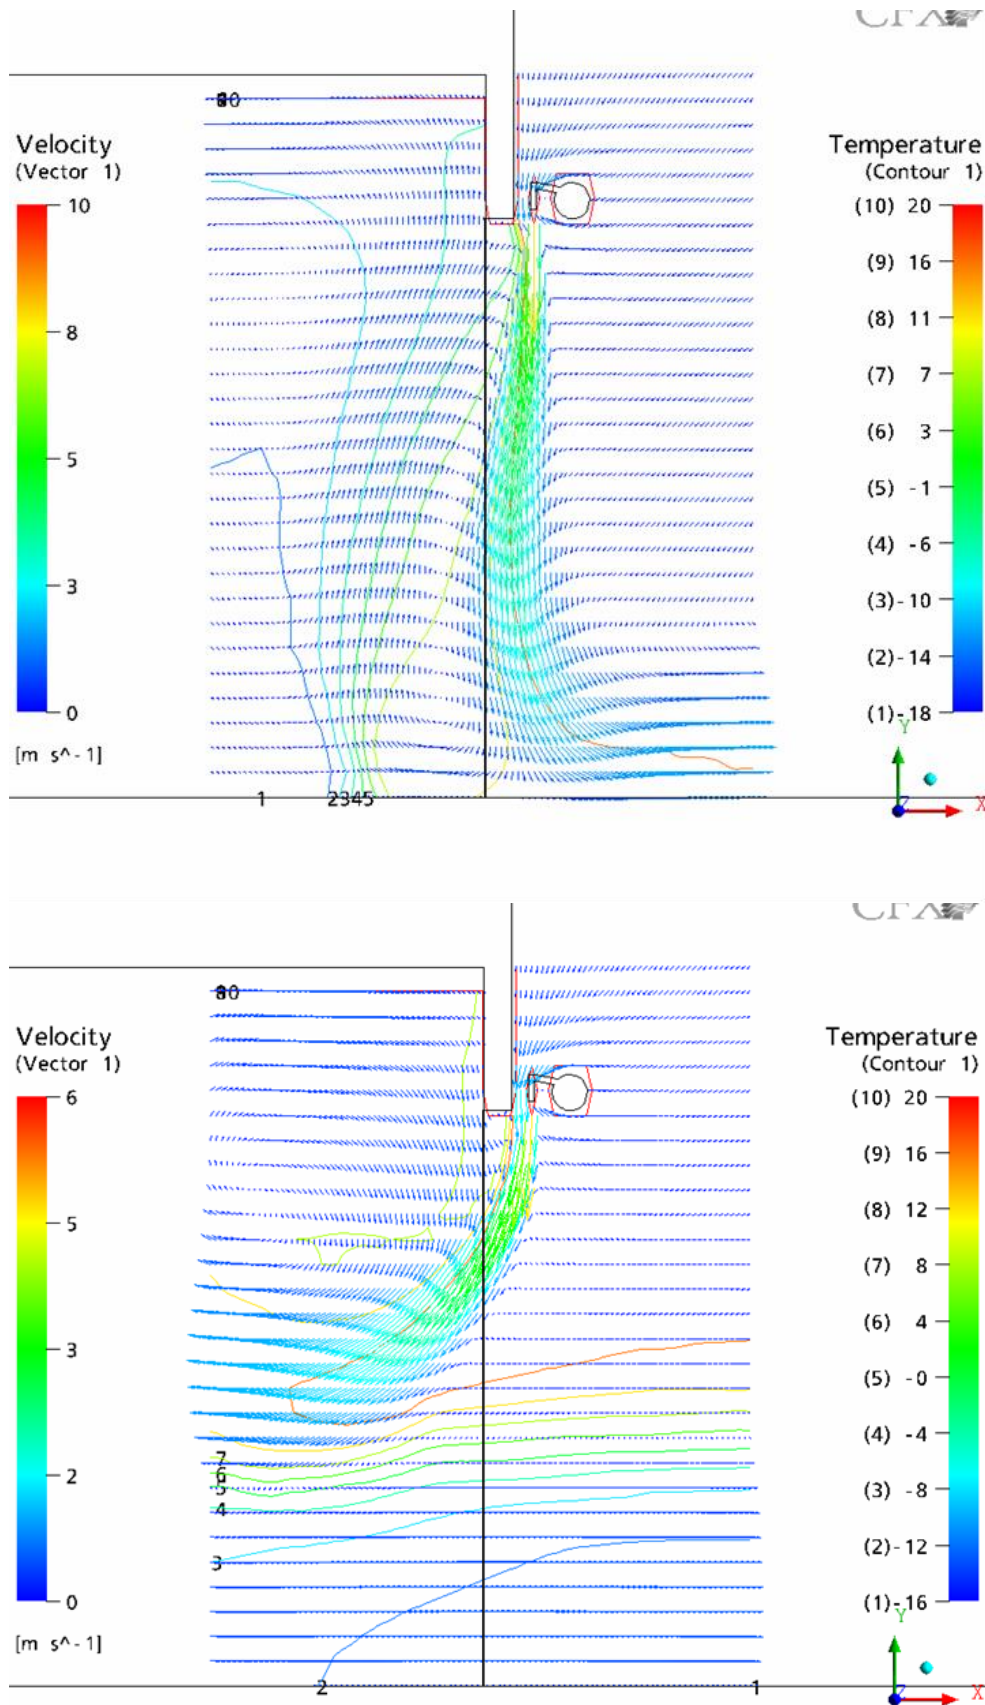 CFX
Velocity
(Vector 1)
10
8
5
3
0
[m s^-1]
Temperature
(Contour 1)
(10) 20
(9) 16
(8) 11
(7) 7
(6) 3
(5) -1
(4) -6
(3)-10
(2)-14
(1)-18
1
2345
Y
Z
X
CFX
Velocity
(Vector 1)
6
5
3
2
0
[m s^-1]
Temperature
(Contour 1)
(10) 20
(9) 16
(8) 12
(7) 8
(6) 4
(5) -0
(4) -4
(3) -8
(2)-12
(1)-16
7
6
5
4
3
2
1
Y
Z
X